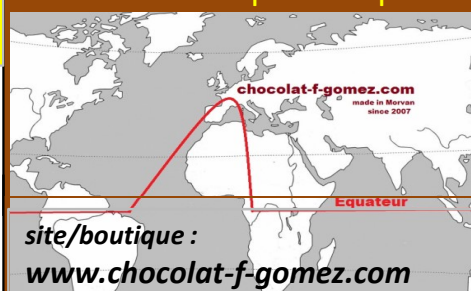 chocolat-f-gomez.com
made in Morvan
since 2007
Equateur
site/boutique :
www.chocolat-f-gomez.com